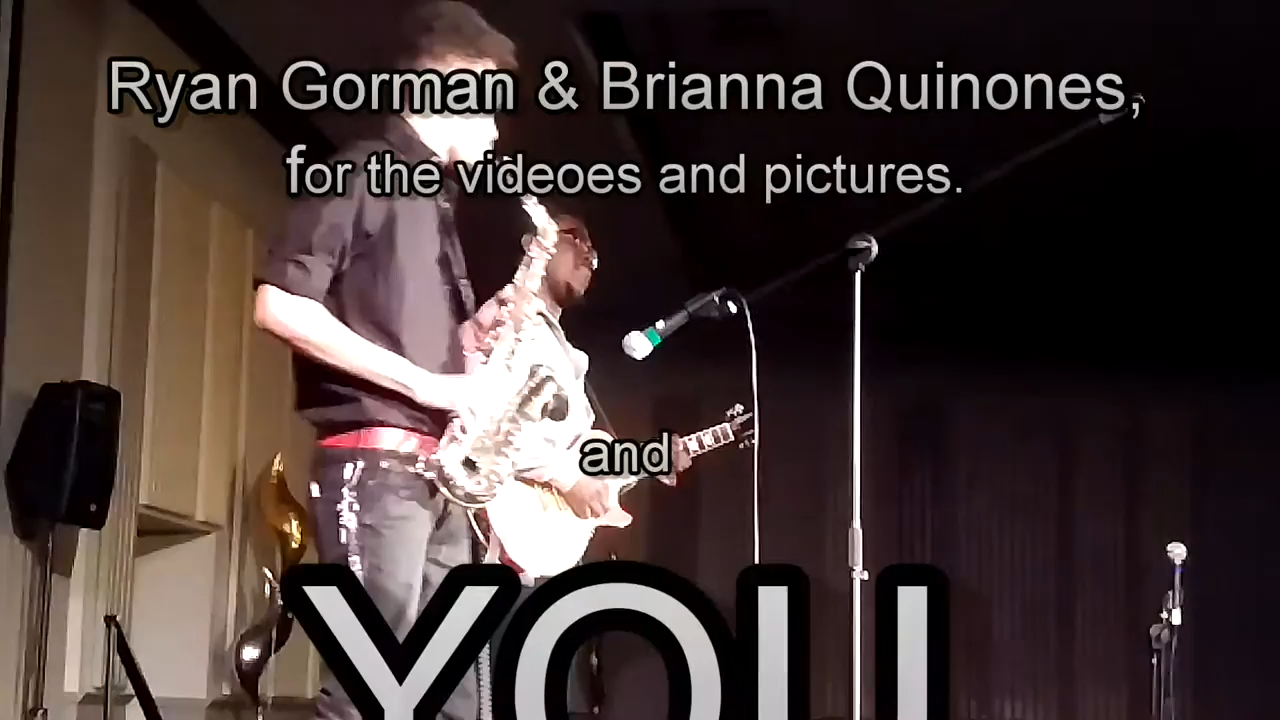 Ryan Gorman & Brianna Quinones,
for the videoes and pictures.
and
YOU